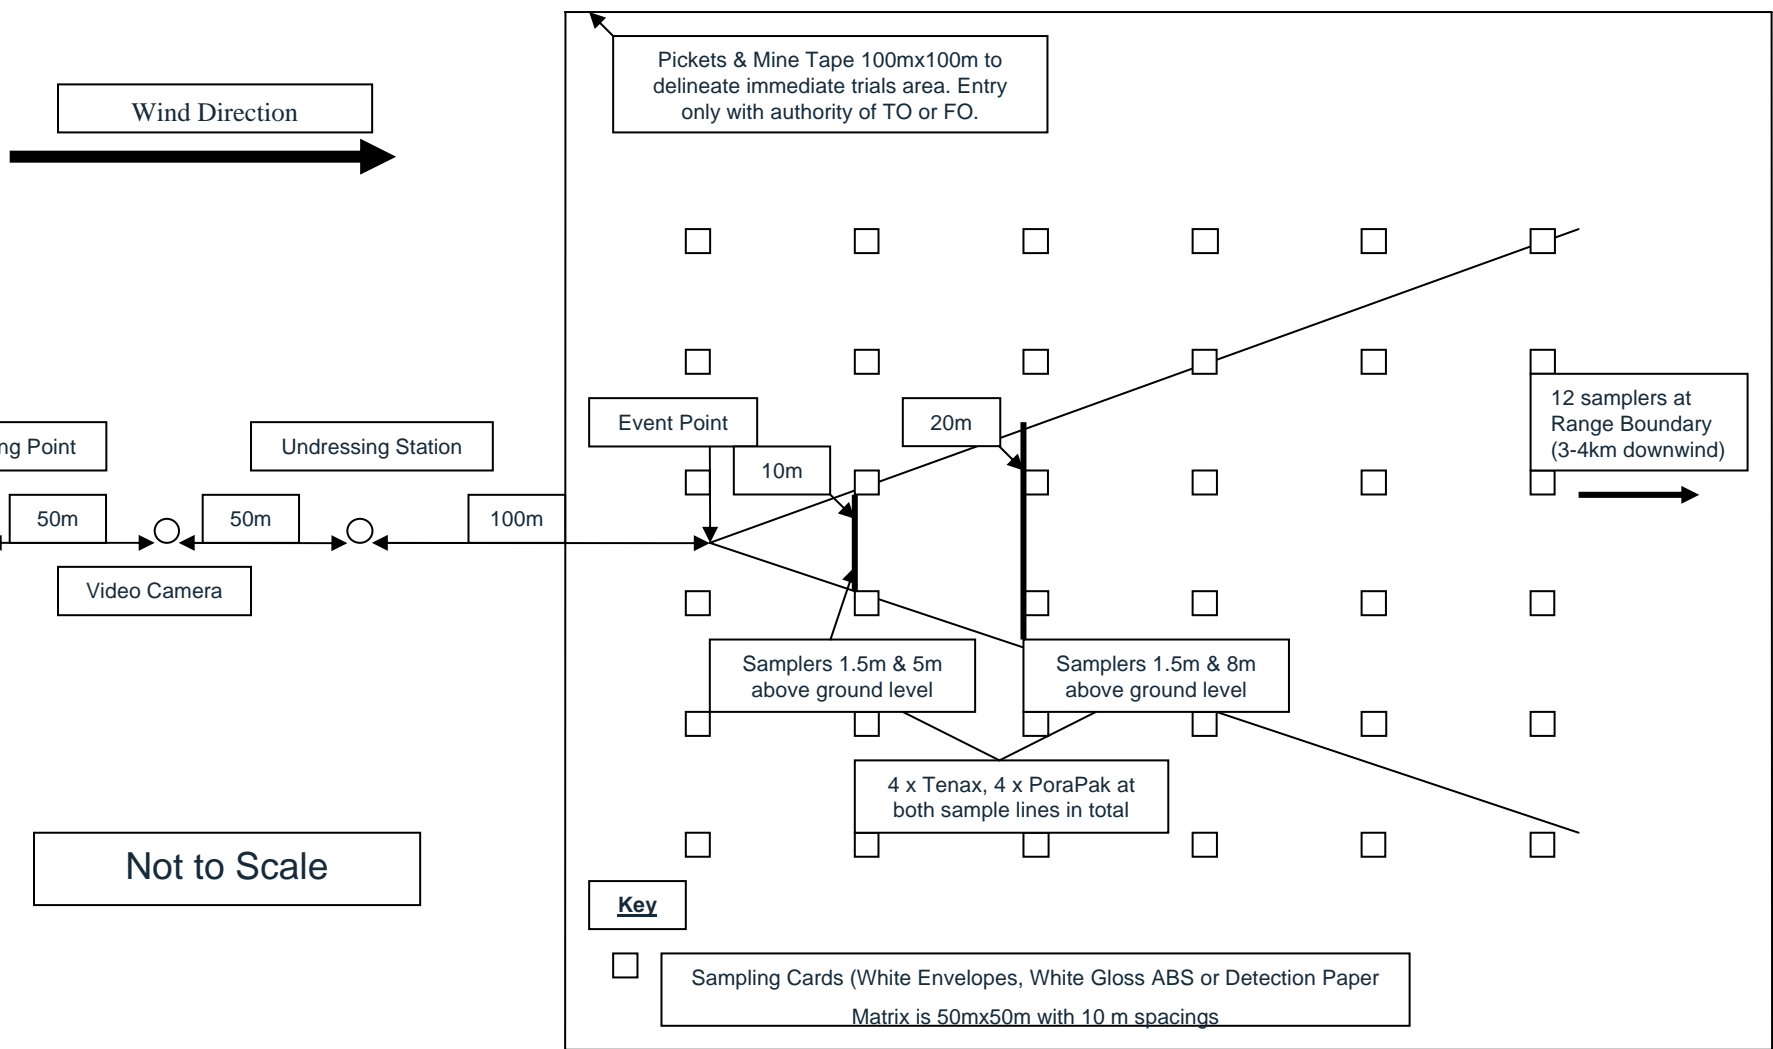 Pickets & Mine Tape 100mx100m to
delineate immediate trials area. Entry
only with authority of TO or FO.
Wind Direction
12 samplers at
Range Boundary
(3-4km downwind)
ng Point
Undressing Station
Event Point
20m
10m
50m
50m
100m
Video Camera
Samplers 1.5m & 5m
above ground level
Samplers 1.5m & 8m
above ground level
4 x Tenax, 4 x PoraPak at
both sample lines in total
Not to Scale
Key
Sampling Cards (White Envelopes, White Gloss ABS or Detection Paper
Matrix is 50mx50m with 10 m spacings